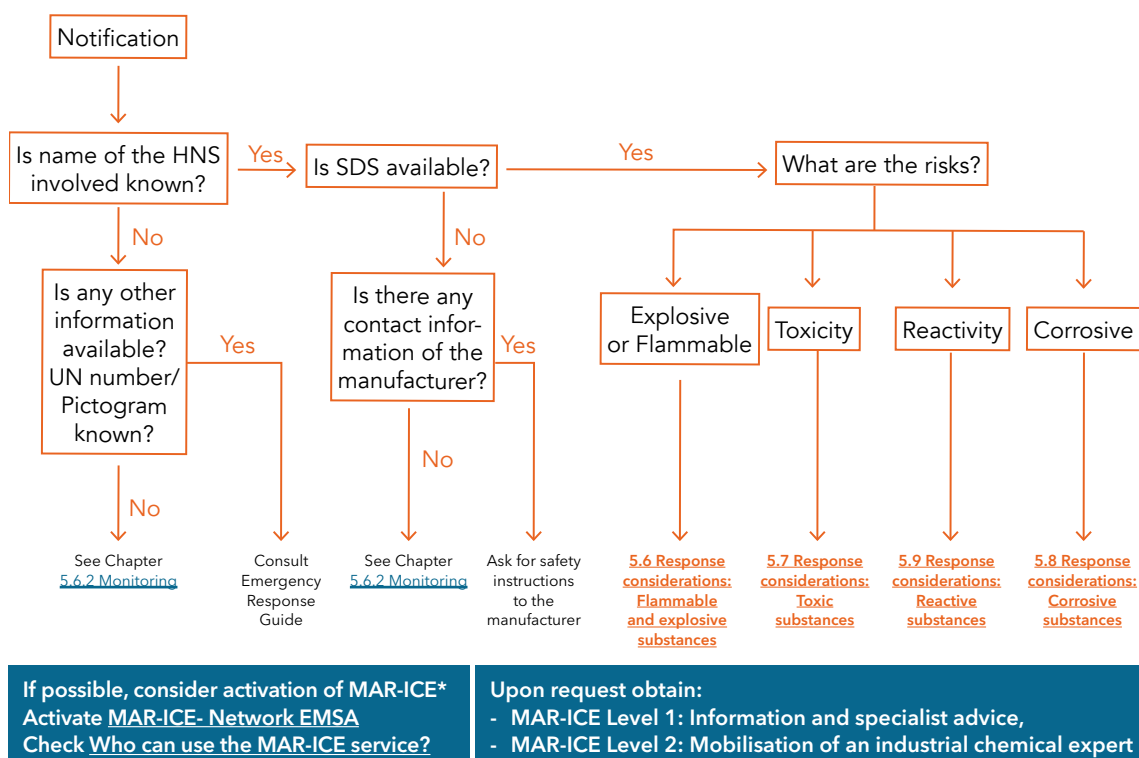 Notification
Is name of the HNS
involved known?
Yes
Is SDS available?
Yes
What are the risks?
No
No
Is any other
information
available?
UN number/
Pictogram
known?
Yes
Is there any
contact infor-
mation of the
manufacturer?
Yes
Explosive
or Flammable
Toxicity
Reactivity
Corrosive
No
No
See Chapter
5.6.2 Monitoring
Consult
Emergency
Response
Guide
See Chapter
5.6.2 Monitoring
Ask for safety
instructions
to the
manufacturer
5.6 Response
considerations:
Flammable
and explosive
substances
5.7 Response
considerations:
Toxic
substances
5.9 Response
considerations:
Reactive
substances
5.8 Response
considerations:
Corrosive
substances
If possible, consider activation of MAR-ICE*
Activate MAR-ICE- Network EMSA
Check Who can use the MAR-ICE service?
Upon request obtain:
- MAR-ICE Level 1: Information and specialist advice,
- MAR-ICE Level 2: Mobilisation of an industrial chemical expert